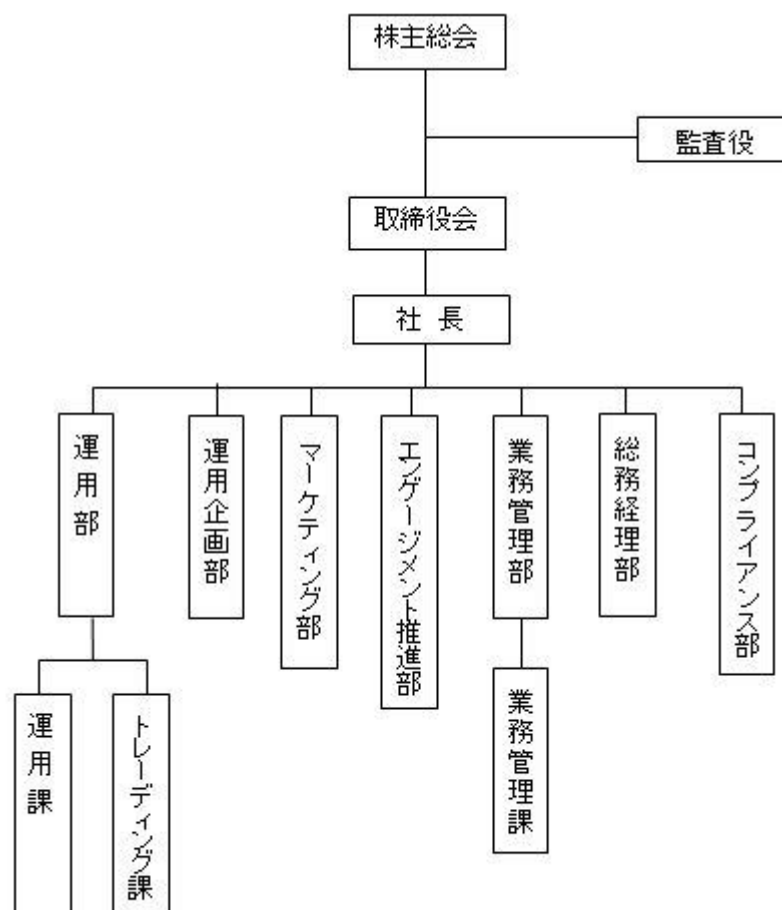 株主総会
監査役
取締役会
社 長
運用部
運用企画部
マーケティング部
エンゲージメント推進部
業務管理部
総務経理部
コンプライアンス部
運用課
トレーディング課
業務管理課